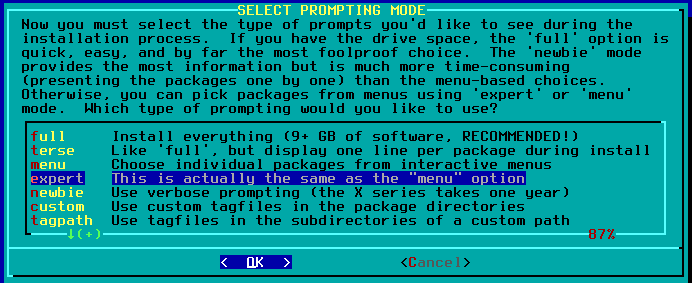 SELECT PROMPTING MODE
Now you must select the type of prompts you'd like to see during the
installation process.  If you have the drive space, the 'full' option is
quick, easy, and by far the most foolproof choice.  The 'newbie' mode
provides the most information but is much more time-consuming
(presenting the packages one by one) than the menu-based choices.
Otherwise, you can pick packages from menus using 'expert' or 'menu'
mode.  Which type of prompting would you like to use?
full     Install everything (9+ GB of software, RECOMMENDED!)
terse    Like 'full', but display one line per package during install
menu     Choose individual packages from interactive menus
expert   This is actually the same as the "menu" option
newbie   Use verbose prompting (the X series takes one year)
custom   Use custom tagfiles in the package directories
tagpath  Use tagfiles in the subdirectories of a custom path
↓(+) 87%
<  OK  > <Cancel>